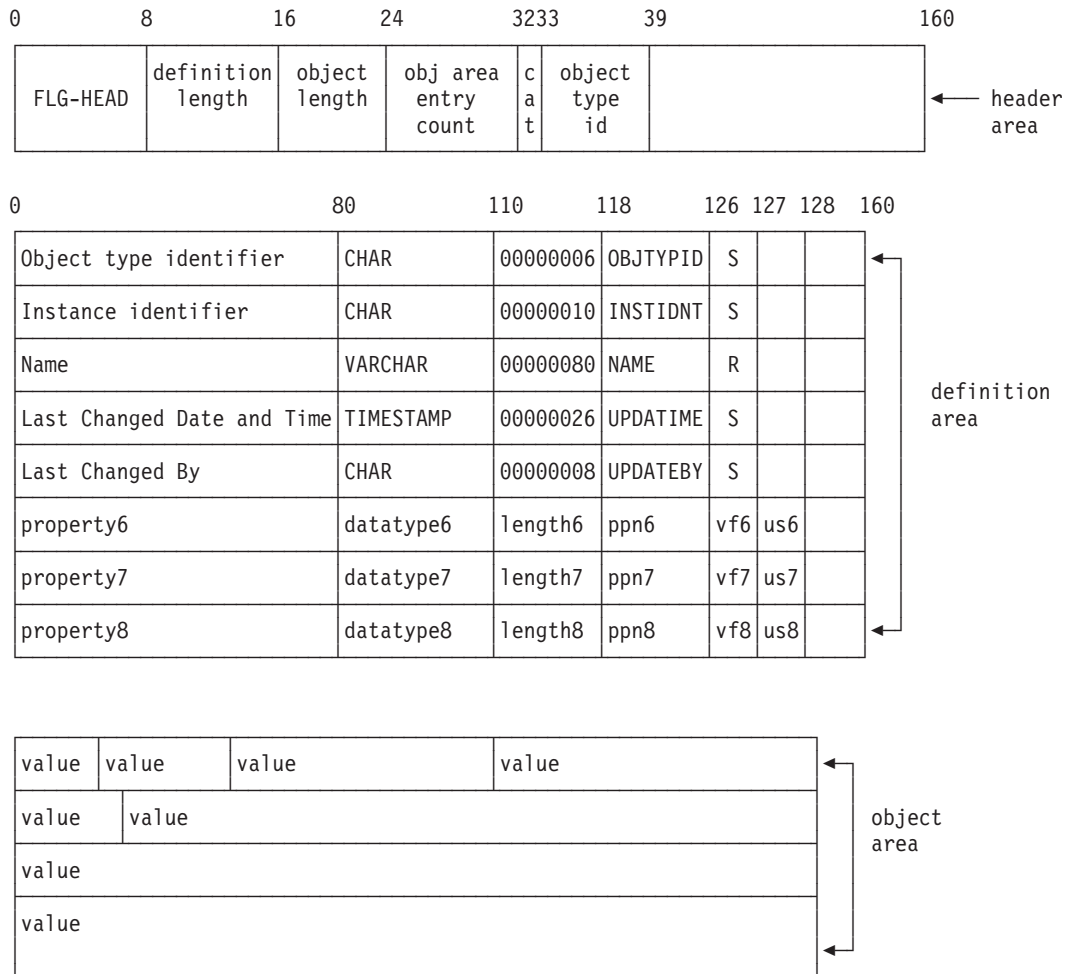 0 8 16 24 3233 39 160
FLG-HEAD definition length object length obj area entry count cat object type id header area
0 80 110 118 126 127 128 160
Object type identifier CHAR 00000006 OBJTYPID S
Instance identifier CHAR 00000010 INSTIDNT S
Name VARCHAR 00000080 NAME R
definition area
Last Changed Date and Time TIMESTAMP 00000026 UPDATIME S
Last Changed By CHAR 00000008 UPDATEBY S
property6 datatype6 length6 ppn6 vf6 us6
property7 datatype7 length7 ppn7 vf7 us7
property8 datatype8 length8 ppn8 vf8 us8
value value value value
value value
object area
value
value